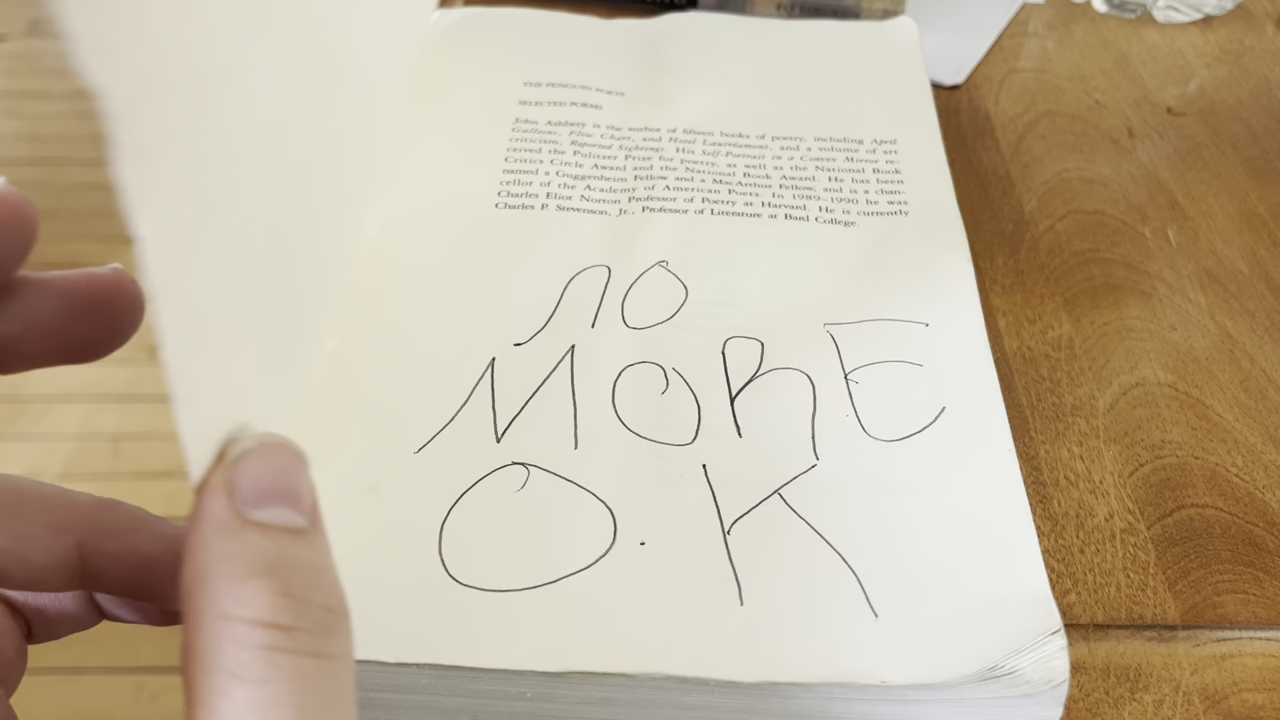 THE PENGUIN POETS
SELECTED POEMS
John Ashbery is the author of fifteen books of poetry, including April
Galleons, Flow Chart, and Hotel Lautréamont, and a volume of art
criticism, Reported Sightings. His Self-Portrait in a Convex Mirror re-
ceived the Pulitzer Prize for poetry, as well as the National Book
Critics Circle Award and the National Book Award. He has been
named a Guggenheim Fellow and a MacArthur Fellow, and is a chan-
cellor of the Academy of American Poets. In 1989–1990 he was
Charles Eliot Norton Professor of Poetry at Harvard. He is currently
Charles P. Stevenson, Jr., Professor of Literature at Bard College.
NO
MORE
O.K